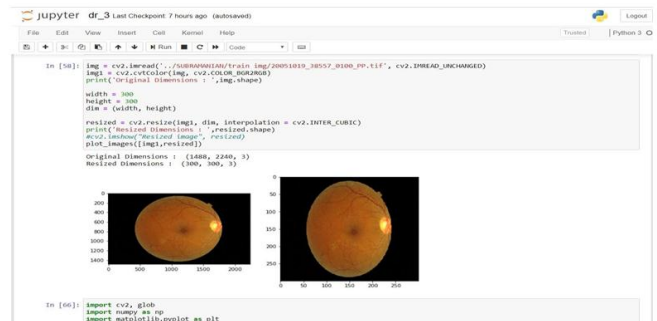 jupyter dr_3 Last Checkpoint 7 hours ago (autosaved) Logout
File Edit View Insert Cell Kernel Help Trusted Python 3
Run Code
In [58]: img = cv2.imread('../SUBRAMANIAN/train img/20051019_38557_0100_PP.tif', cv2.IMREAD_UNCHANGED)
img1 = cv2.cvtColor(img, cv2.COLOR_BGR2RGB)
print('Original Dimensions : ',img.shape)
width = 300
height = 300
dim = (width, height)
resized = cv2.resize(img1, dim, interpolation = cv2.INTER_CUBIC)
print('Resized Dimensions : ',resized.shape)
#cv2.imshow("Resized image", resized)
plot_images([img1,resized])
Original Dimensions : (1488, 2240, 3)
Resized Dimensions : (300, 300, 3)
0
200
400
600
800
1000
1200
1400
0 500 1000 1500 2000
0
50
100
150
200
250
0 50 100 150 200 250
In [66]: import cv2, glob
import numpy as np
import matplotlib.pyplot as plt